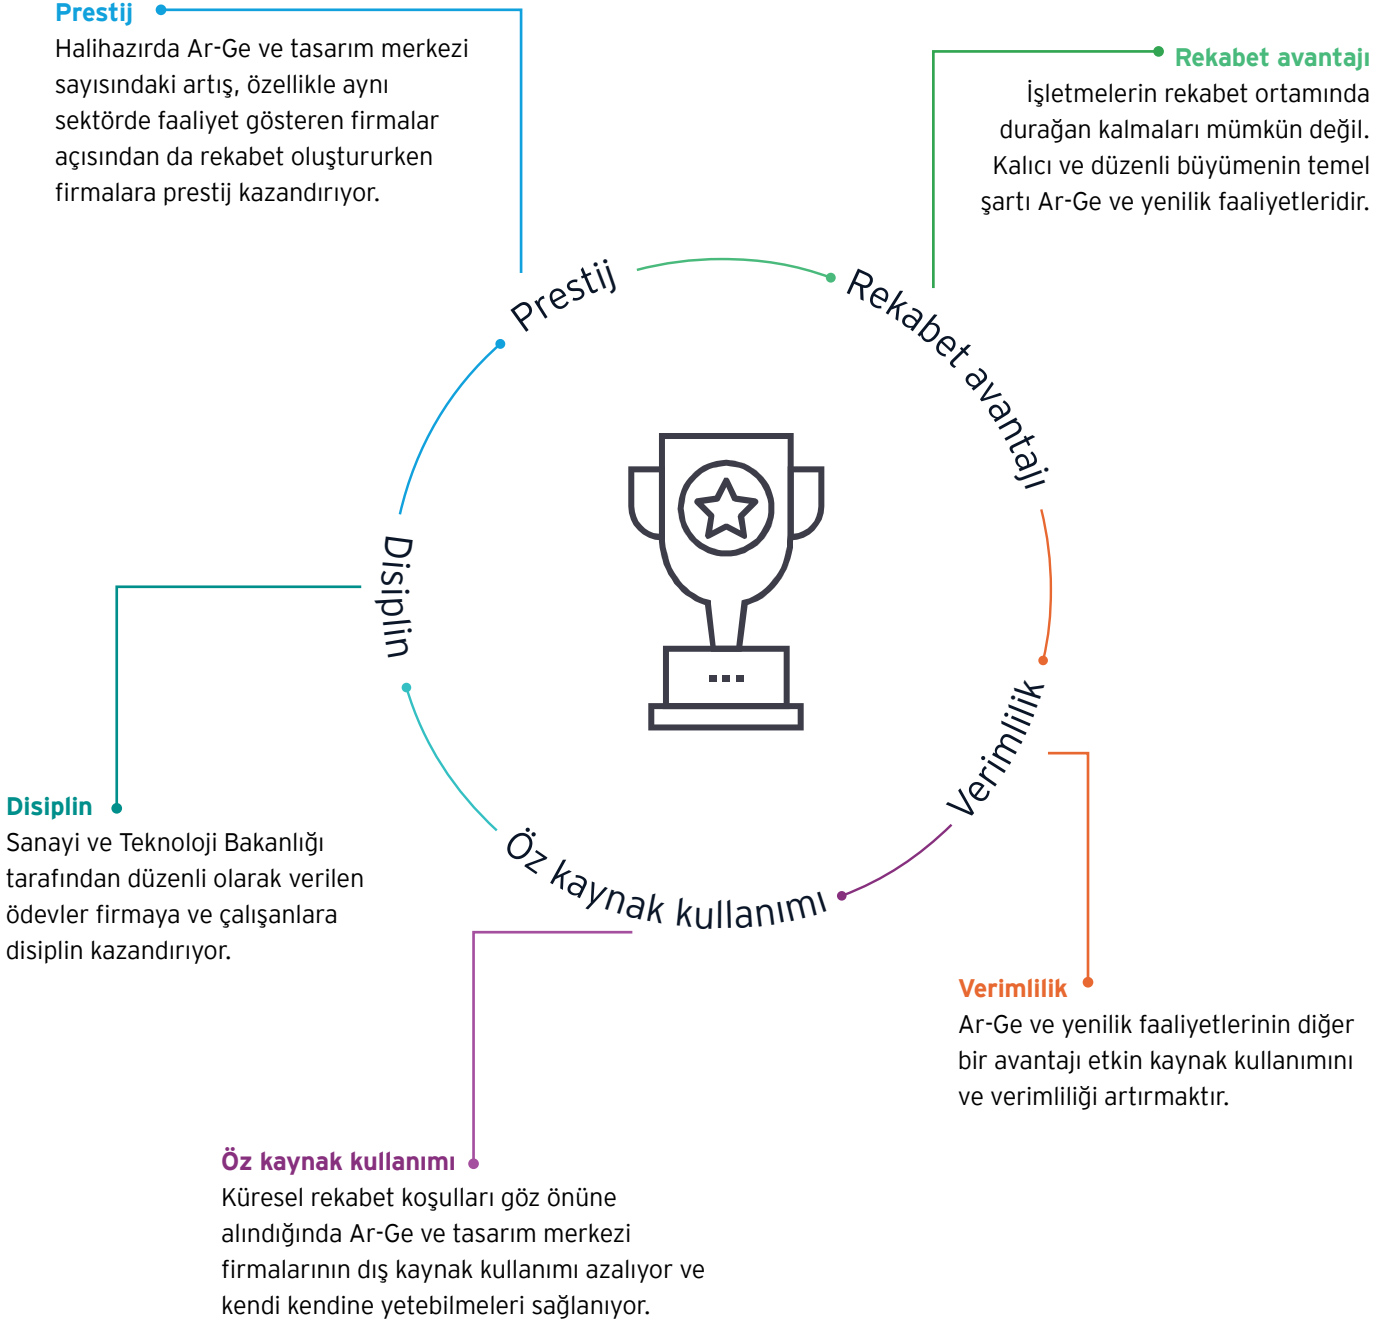 Prestij
Halihazırda Ar-Ge ve tasarım merkezi
sayısındaki artış, özellikle aynı
sektörde faaliyet gösteren firmalar
açısından da rekabet oluştururken
firmalara prestij kazandırıyor.
Rekabet avantajı
İşletmelerin rekabet ortamında
durağan kalmaları mümkün değil.
Kalıcı ve düzenli büyümenin temel
şartı Ar-Ge ve yenilik faaliyetleridir.
Prestij
Rekabet avantajı
Disiplin
Verimlilik
Öz kaynak kullanımı
Disiplin
Sanayi ve Teknoloji Bakanlığı
tarafından düzenli olarak verilen
ödevler firmaya ve çalışanlara
disiplin kazandırıyor.
Verimlilik
Ar-Ge ve yenilik faaliyetlerinin diğer
bir avantajı etkin kaynak kullanımını
ve verimliliği artırmaktır.
Öz kaynak kullanımı
Küresel rekabet koşulları göz önüne
alındığında Ar-Ge ve tasarım merkezi
firmalarının dış kaynak kullanımı azalıyor ve
kendi kendine yetebilmeleri sağlanıyor.